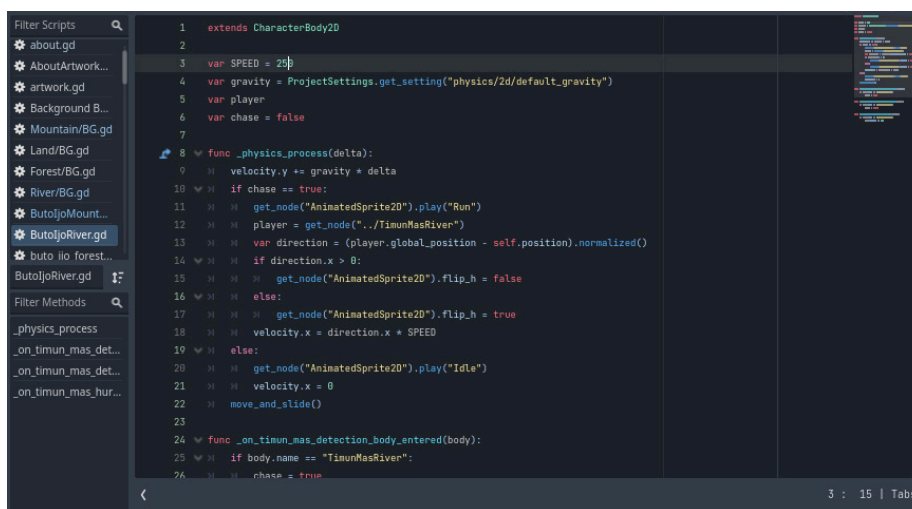 Filter Scripts
about.gd
AboutArtwork...
artwork.gd
Background B...
Mountain/BG.gd
Land/BG.gd
Forest/BG.gd
River/BG.gd
ButoIjoMount...
ButoIjoRiver.gd
buto_ijo_forest...
ButoIjoRiver.gd
Filter Methods
_physics_process
_on_timun_mas_det...
_on_timun_mas_det...
_on_timun_mas_hur...
1 extends CharacterBody2D
2
3 var SPEED = 250
4 var gravity = ProjectSettings.get_setting("physics/2d/default_gravity")
5 var player
6 var chase = false
7
8 func _physics_process(delta):
9 velocity.y += gravity * delta
10 if chase == true:
11 get_node("AnimatedSprite2D").play("Run")
12 player = get_node("../TimunMasRiver")
13 var direction = (player.global_position - self.position).normalized()
14 if direction.x > 0:
15 get_node("AnimatedSprite2D").flip_h = false
16 else:
17 get_node("AnimatedSprite2D").flip_h = true
18 velocity.x = direction.x * SPEED
19 else:
20 get_node("AnimatedSprite2D").play("Idle")
21 velocity.x = 0
22 move_and_slide()
23
24 func _on_timun_mas_detection_body_entered(body):
25 if body.name == "TimunMasRiver":
26 chase = true
3 : 15 | Tabs